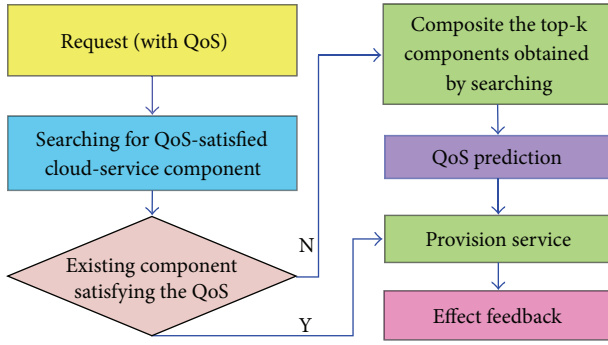 Request (with QoS)
Searching for QoS-satisfied
cloud-service component
Existing component
satisfying the QoS
N
Y
Composite the top-k
components obtained
by searching
QoS prediction
Provision service
Effect feedback